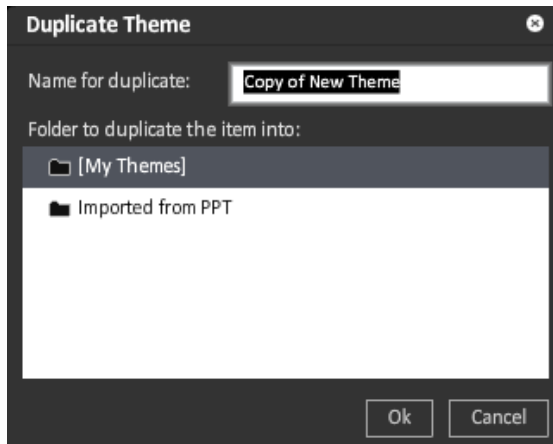 Duplicate Theme
Name for duplicate: Copy of New Theme
Folder to duplicate the item into:
[My Themes]
Imported from PPT
Ok Cancel